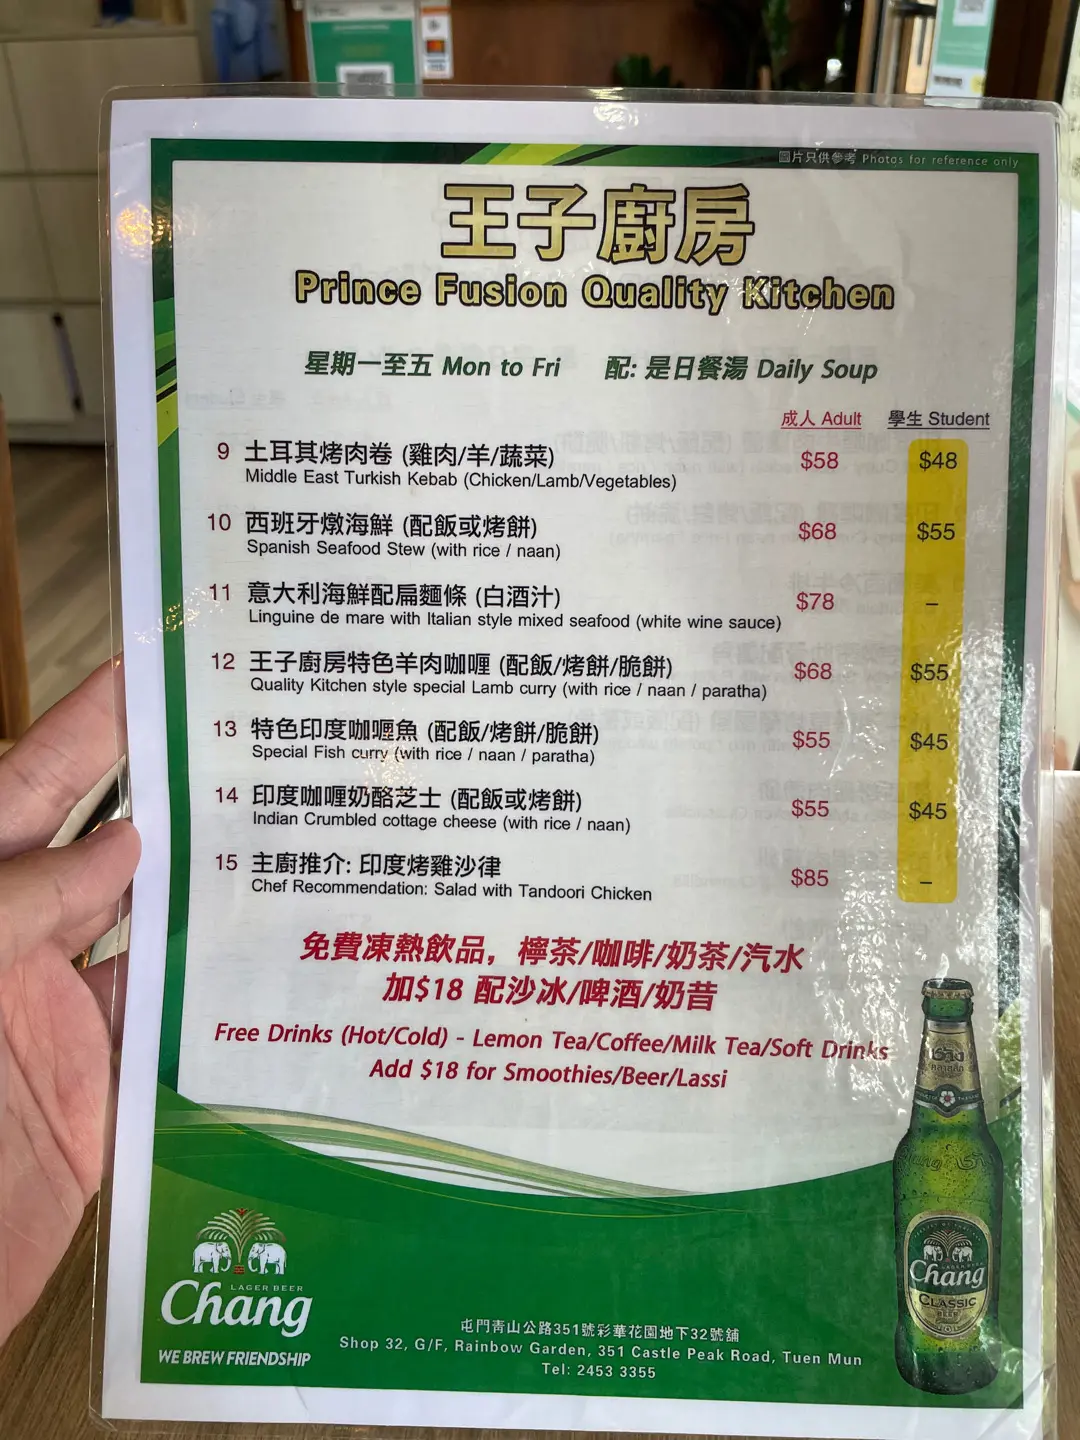 圖片只供參考 Photos for reference only
王子廚房
Prince Fusion Quality Kitchen
星期一至五 Mon to Fri 配: 是日餐湯 Daily Soup
成人 Adult 學生 Student
9 土耳其烤肉卷 (雞肉/羊/蔬菜) $58 $48
Middle East Turkish Kebab (Chicken/Lamb/Vegetables)
10 西班牙燉海鮮 (配飯或烤餅) $68 $55
Spanish Seafood Stew (with rice / naan)
11 意大利海鮮配扁麵條 (白酒汁) $78 –
Linguine de mare with Italian style mixed seafood (white wine sauce)
12 王子廚房特色羊肉咖喱 (配飯/烤餅/脆餅) $68 $55
Quality Kitchen style special Lamb curry (with rice / naan / paratha)
13 特色印度咖喱魚 (配飯/烤餅/脆餅) $55 $45
Special Fish curry (with rice / naan / paratha)
14 印度咖喱奶酪芝士 (配飯或烤餅) $55 $45
Indian Crumbled cottage cheese (with rice / naan)
15 主廚推介: 印度烤雞沙律 $85 –
Chef Recommendation: Salad with Tandoori Chicken
免費凍熱飲品, 檸茶/咖啡/奶茶/汽水
加$18 配沙冰/啤酒/奶昔
Free Drinks (Hot/Cold) - Lemon Tea/Coffee/Milk Tea/Soft Drinks
Add $18 for Smoothies/Beer/Lassi
LAGER BEER
Chang
WE BREW FRIENDSHIP
屯門青山公路351號彩華花園地下32號舖
Shop 32, G/F, Rainbow Garden, 351 Castle Peak Road, Tuen Mun
Tel: 2453 3355
ช้าง
Chang
CLASSIC